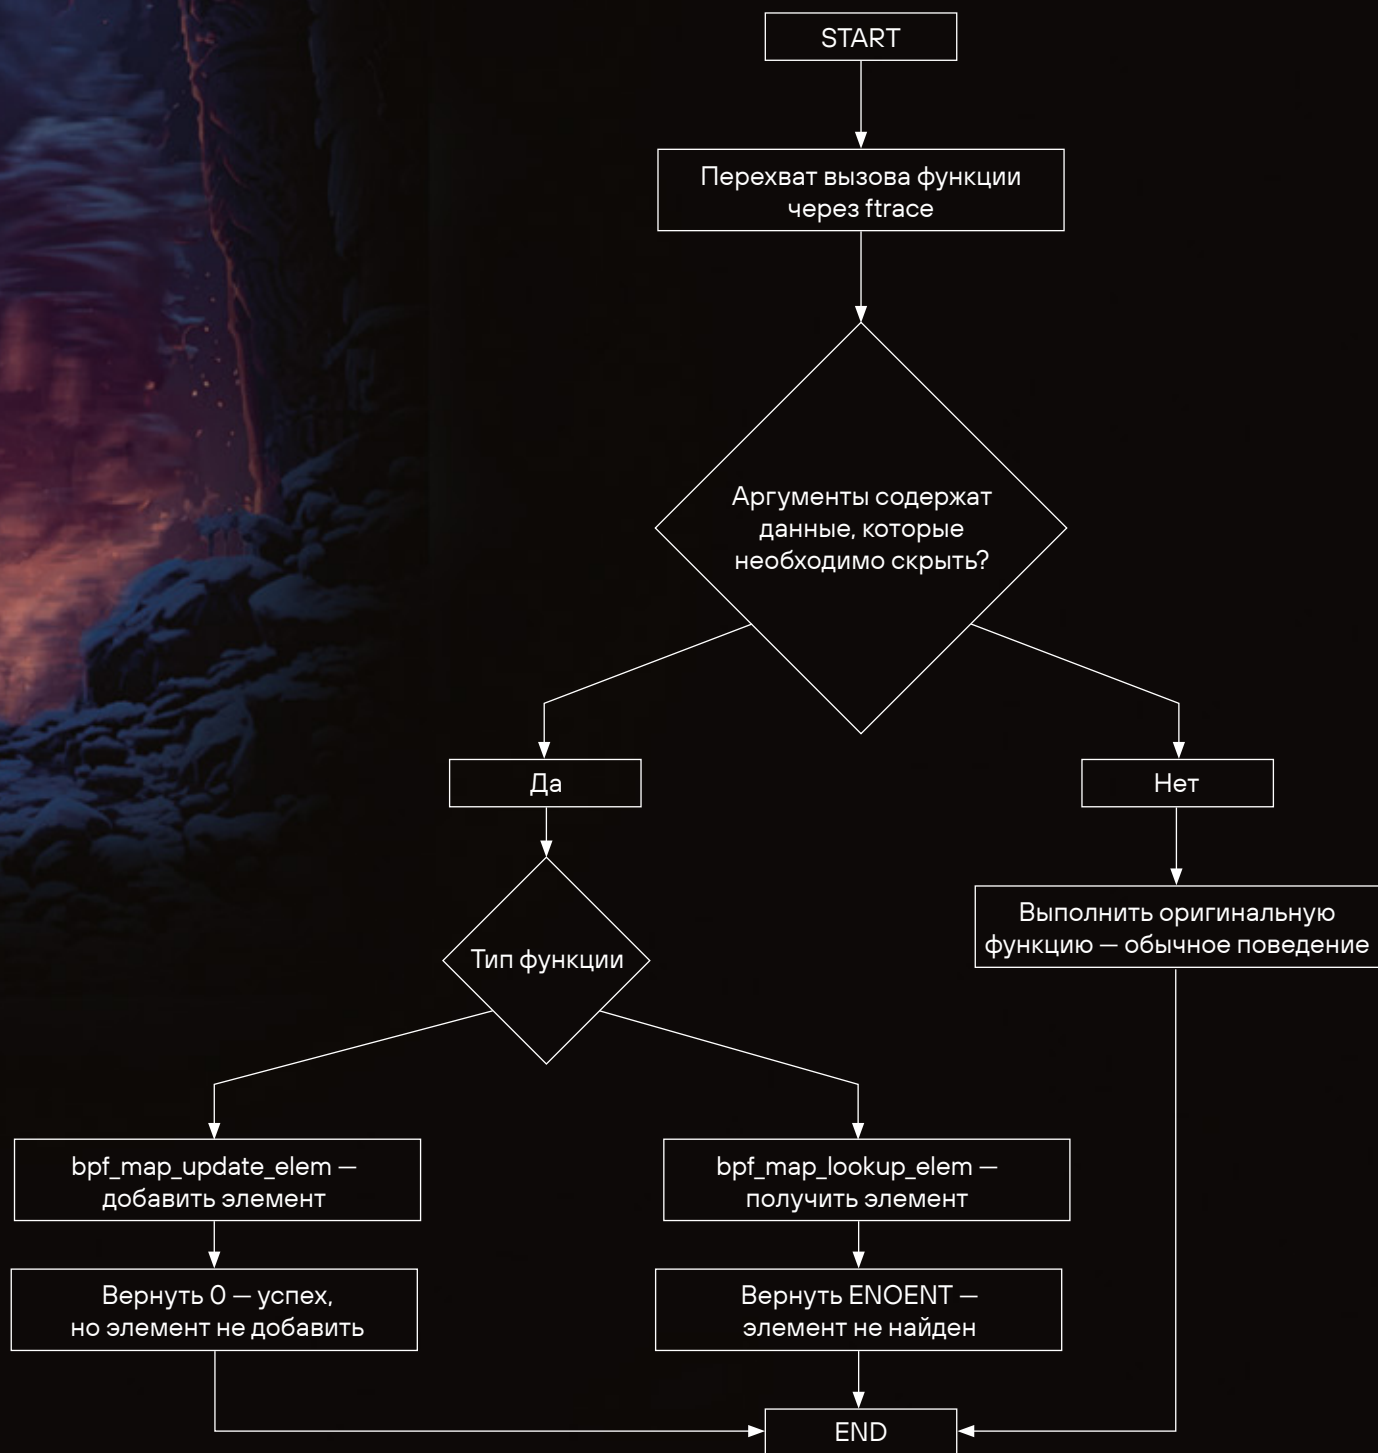 START
Перехват вызова функции
через ftrace
Аргументы содержат
данные, которые
необходимо скрыть?
Да
Нет
Выполнить оригинальную
функцию — обычное поведение
Тип функции
bpf_map_update_elem —
добавить элемент
bpf_map_lookup_elem —
получить элемент
Вернуть 0 — успех,
но элемент не добавить
Вернуть ENOENT —
элемент не найден
END